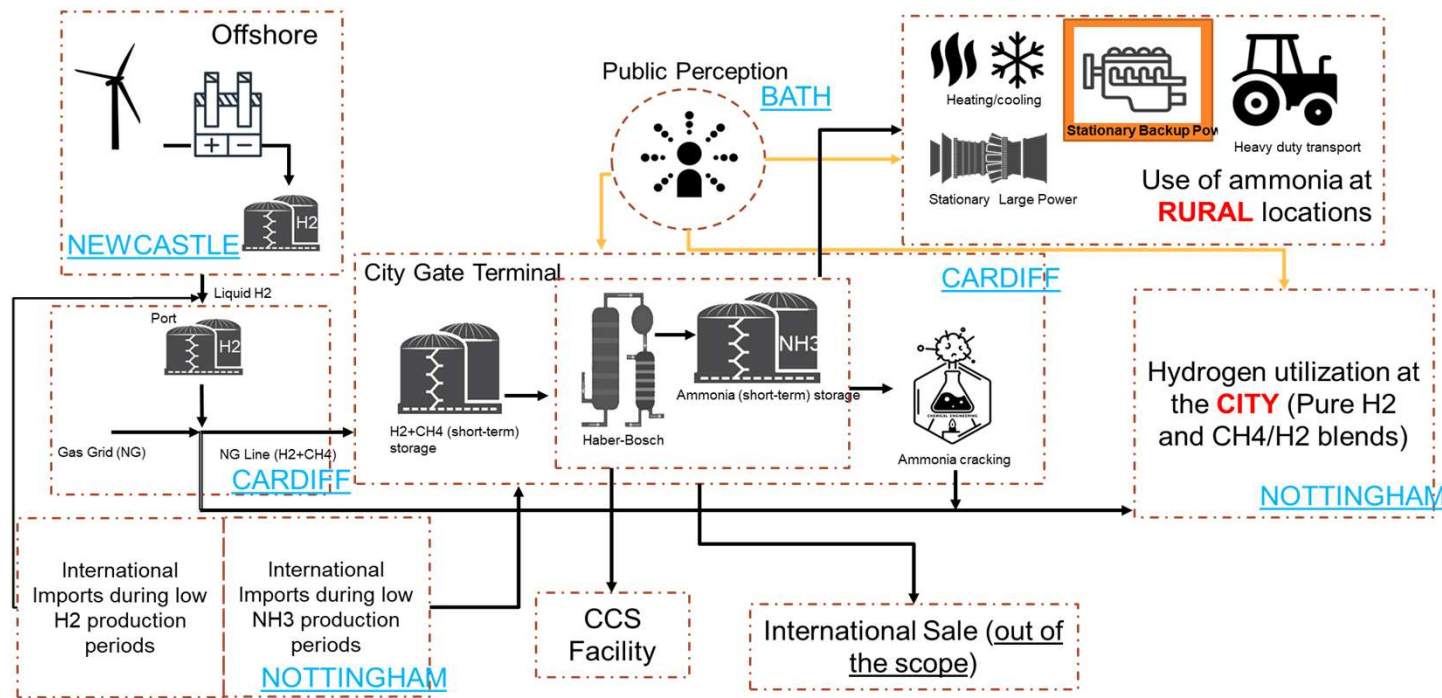 Offshore
+
−
H2
NEWCASTLE
Liquid H2
Port
H2
Gas Grid (NG)
NG Line (H2+CH4)
CARDIFF
International
Imports during low
H2 production
periods
International
Imports during low
NH3 production
periods
NOTTINGHAM
Public Perception
BATH
City Gate Terminal
CARDIFF
H2+CH4 (short-term)
storage
Haber-Bosch
NH3
Ammonia (short-term) storage
CHEMICAL ENGINEERING
Ammonia cracking
CCS
Facility
International Sale (out of
the scope)
Heating/cooling
Stationary Backup Pow
Heavy duty transport
Stationary Large Power
Use of ammonia at
RURAL locations
Hydrogen utilization at
the CITY (Pure H2
and CH4/H2 blends)
NOTTINGHAM